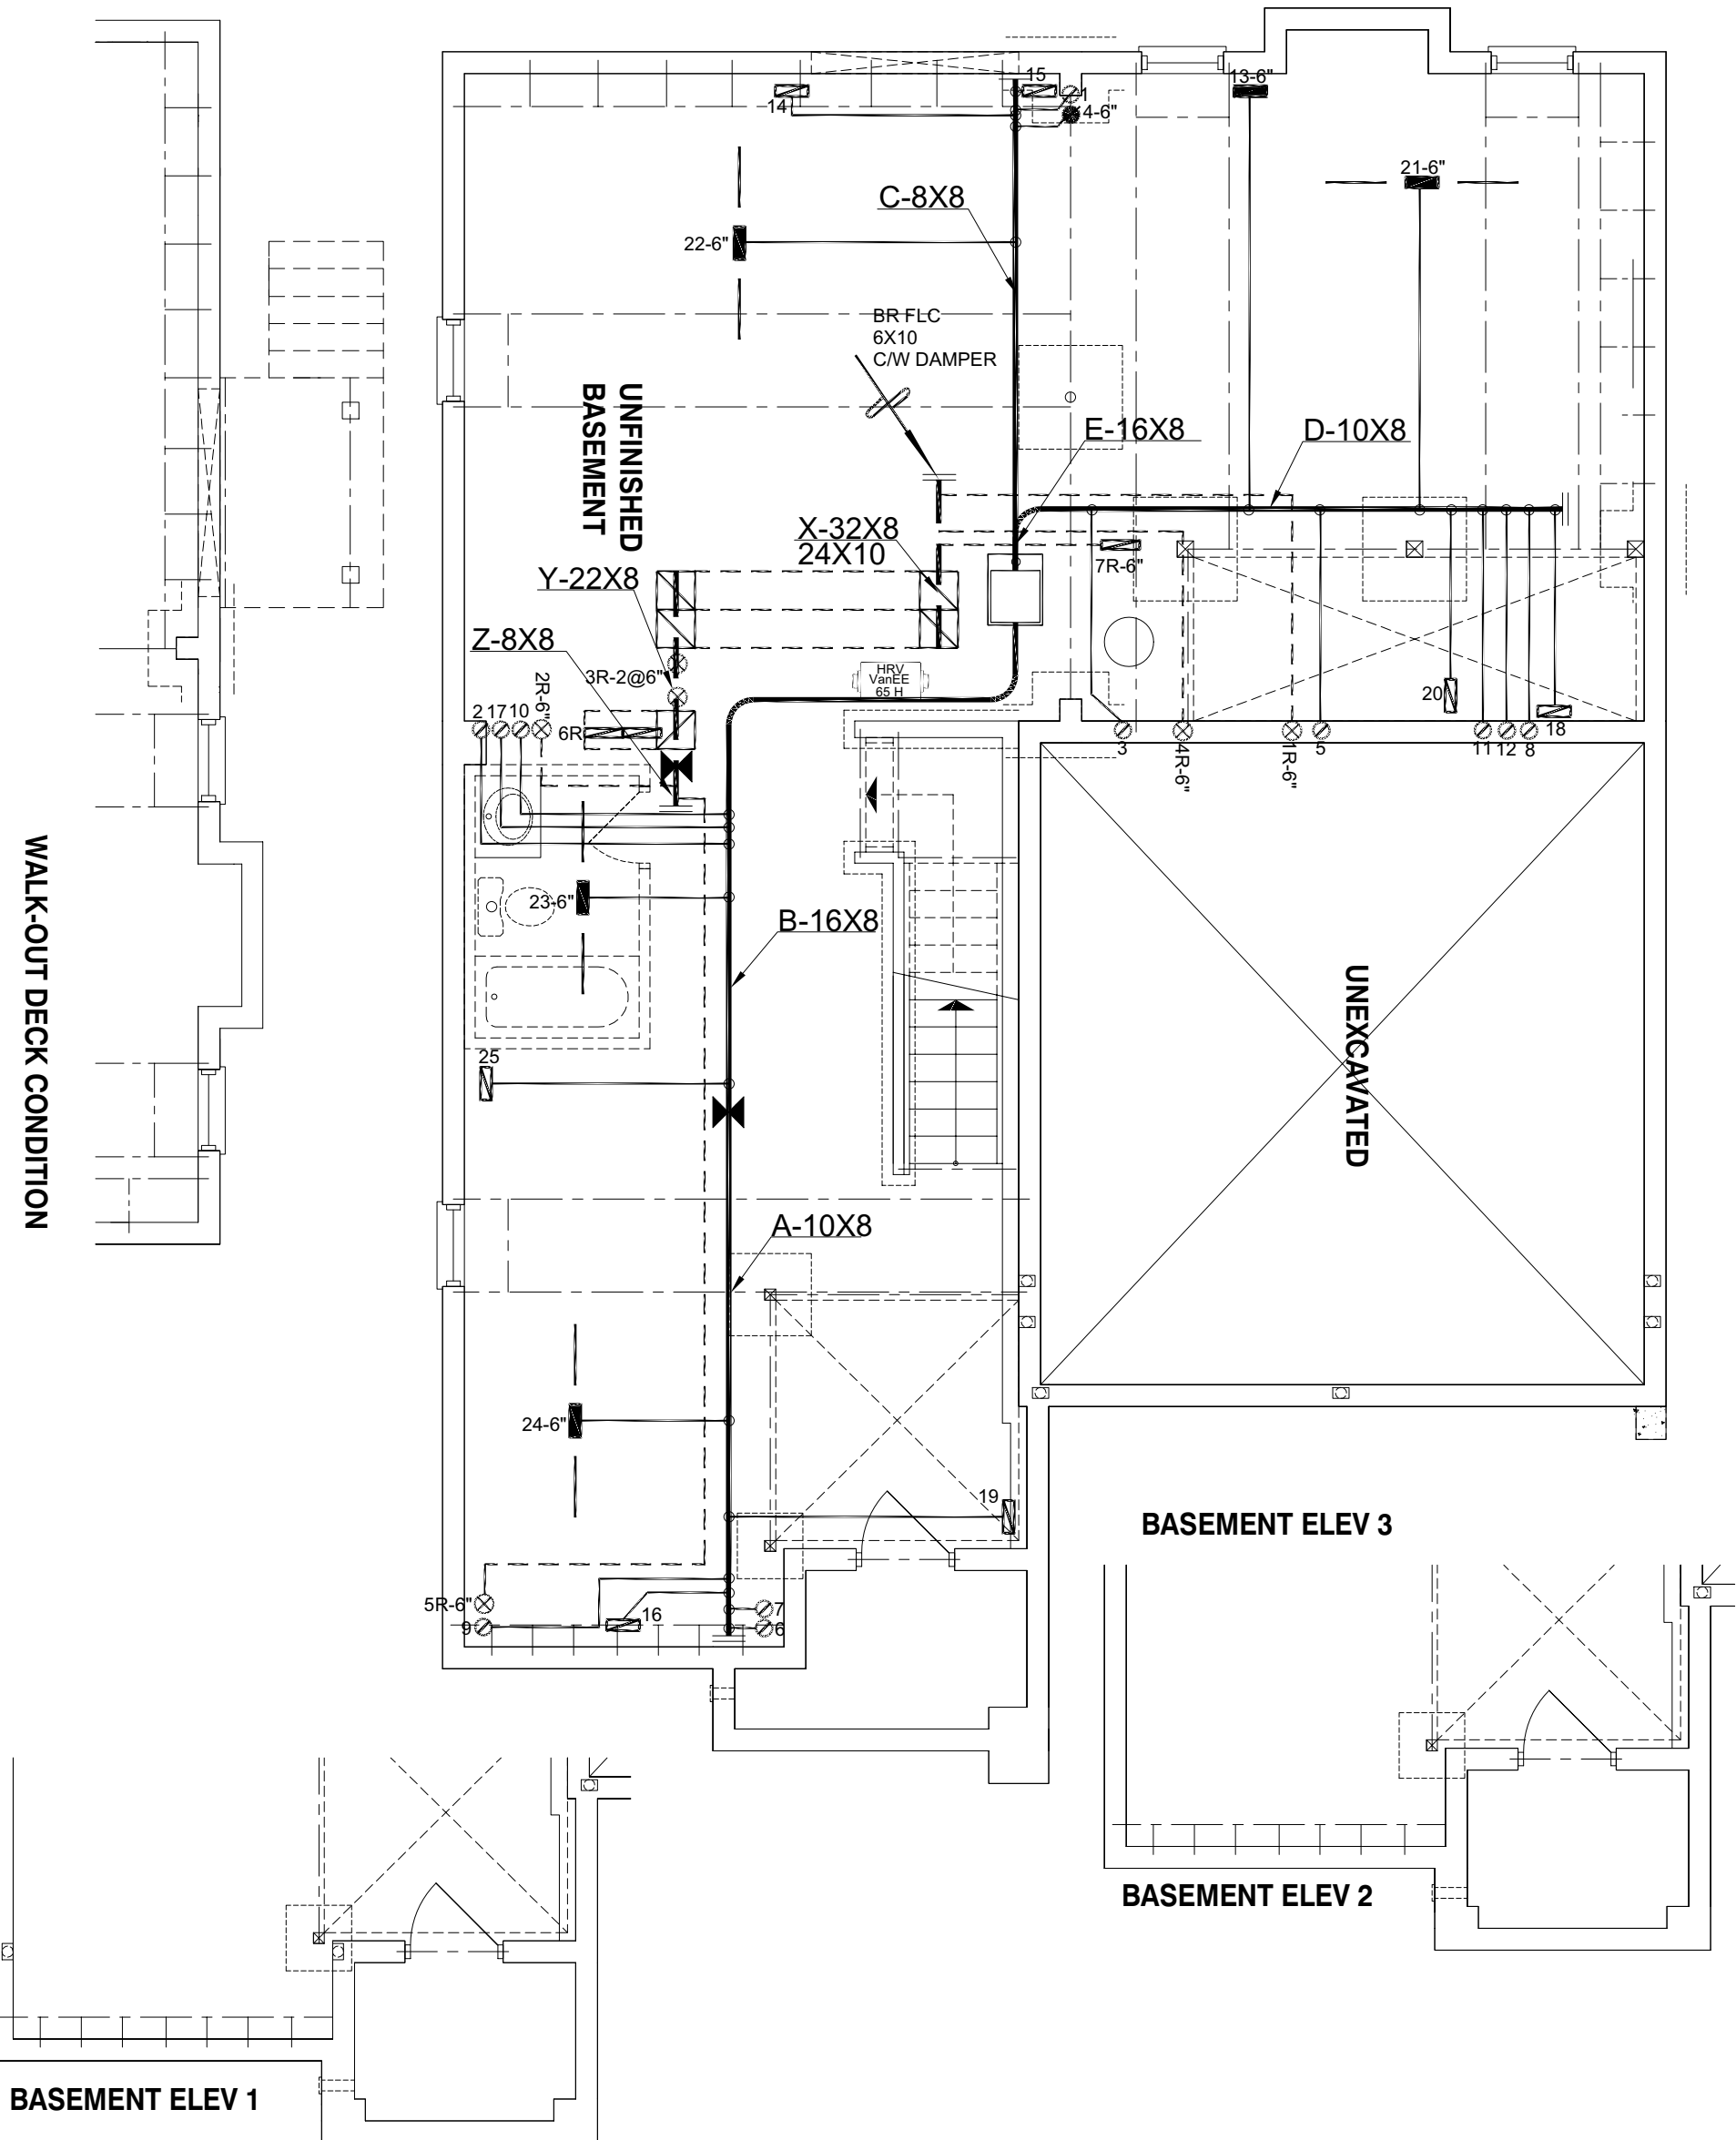 15
1
13-6"
14
4-6"
21-6"
C-8X8
22-6"
BR FLC
6X10
C/W DAMPER
UNFINISHED
BASEMENT
E-16X8
D-10X8
X-32X8
24X10
7R-6"
Y-22X8
Z-8X8
3R-2@6"
HRV
VanEE
65 H
2R-6"
20
2
17
10
6R
18
3
4R-6"
1R-6"
5
11
12
8
WALK-OUT DECK CONDITION
23-6"
B-16X8
UNEXCAVATED
25
A-10X8
24-6"
19
BASEMENT ELEV 3
5R-6"
9
16
7
6
BASEMENT ELEV 2
BASEMENT ELEV 1